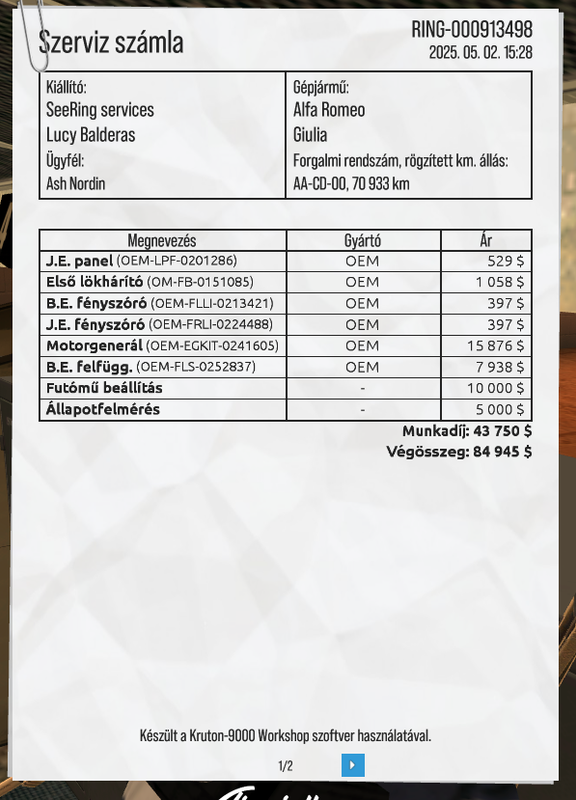 Szerviz számla
RING-000913498
2025. 05. 02. 15:28
Kiállító:
SeeRing services
Lucy Balderas
Ügyfél:
Ash Nordin
Gépjármű:
Alfa Romeo
Giulia
Forgalmi rendszám, rögzített km. állás:
AA-CD-00, 70 933 km
Megnevezés Gyártó Ár
J.E. panel (OEM-LPF-0201286) OEM 529 $
Első lökhárító (OM-FB-0151085) OEM 1 058 $
B.E. fényszóró (OEM-FLLI-0213421) OEM 397 $
J.E. fényszóró (OEM-FRLI-0224488) OEM 397 $
Motorgenerál (OEM-EGKIT-0241605) OEM 15 876 $
B.E. felfügg. (OEM-FLS-0252837) OEM 7 938 $
Futómű beállítás - 10 000 $
Állapotfelmérés - 5 000 $
Munkadíj: 43 750 $
Végösszeg: 84 945 $
Készült a Kruton-9000 Workshop szoftver használatával.
1/2